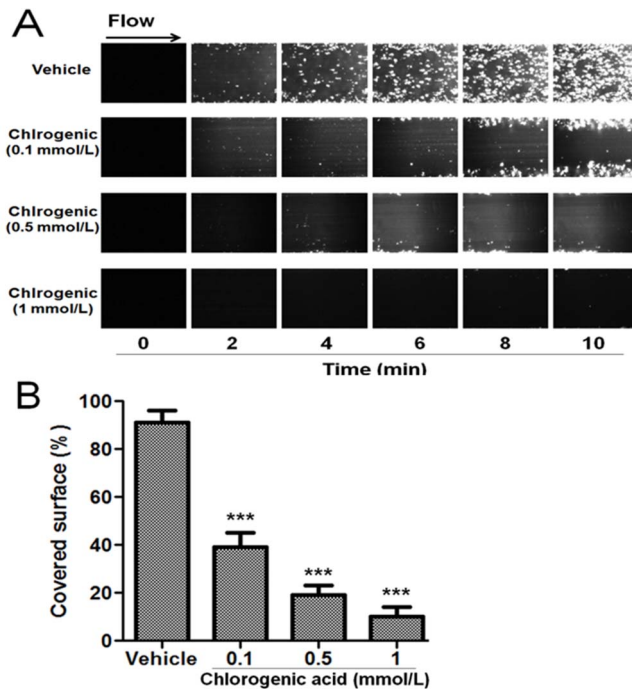 A
Flow
Vehicle
Chlrogenic
(0.1 mmol/L)
Chlrogenic
(0.5 mmol/L)
Chlrogenic
(1 mmol/L)
0 2 4 6 8 10
Time (min)
B
Covered surface (%)
100
80
60
40
20
0
***
***
***
Vehicle 0.1 0.5 1
Chlorogenic acid (mmol/L)